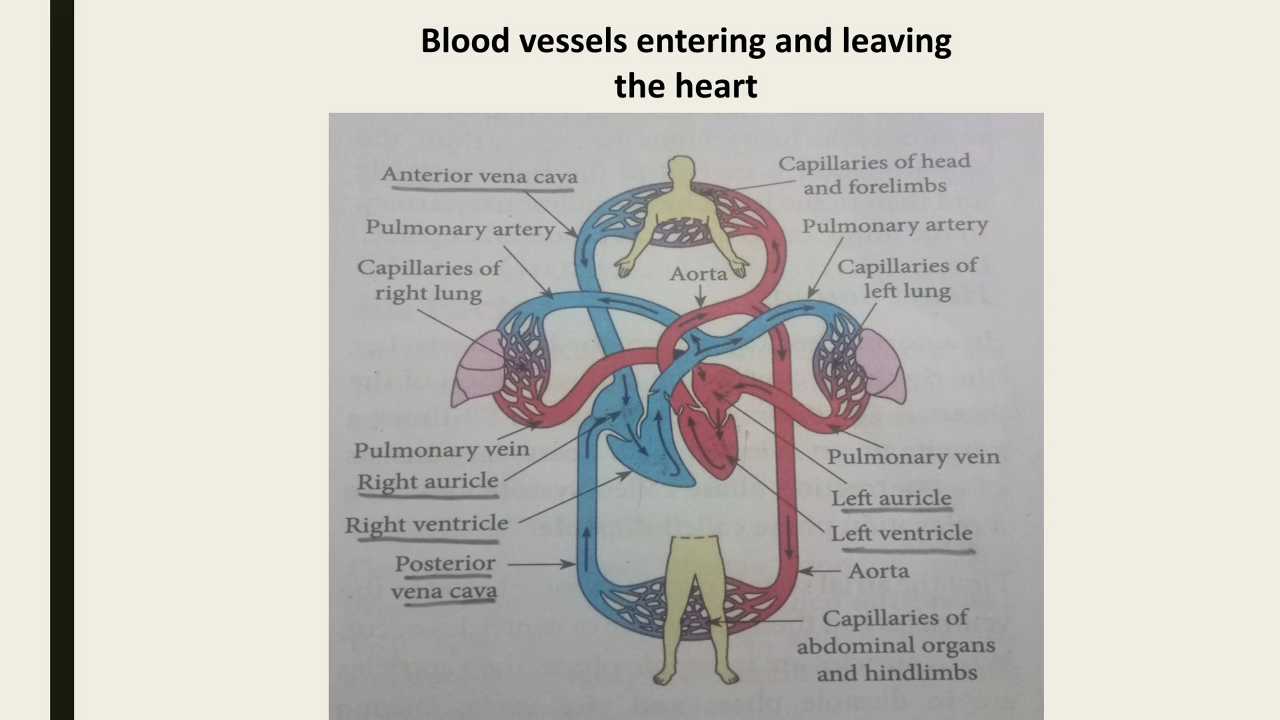 Blood vessels entering and leaving
the heart
Anterior vena cava
Capillaries of head
and forelimbs
Pulmonary artery
Pulmonary artery
Capillaries of
right lung
Aorta
Capillaries of
left lung
Pulmonary vein
Pulmonary vein
Right auricle
Left auricle
Right ventricle
Left ventricle
Posterior
vena cava
Aorta
Capillaries of
abdominal organs
and hindlimbs